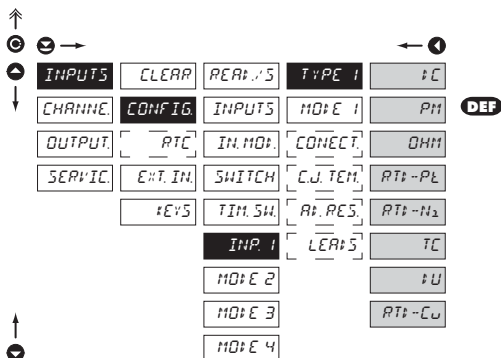 INPUTS CLEAR READ./S TYPE 1 DC
CHANNE. CONFIG. INPUTS MODE 1 PM DEF
OUTPUT. RTC IN.MOD. CONECT. OHM
SERVIC. EXT. IN. SWITCH C.J. TEM. RTD-Pt
KEYS TIM. SW. AD. RES. RTD-Ni
INP. 1 LEADS TC
MODE 2 DU
MODE 3 RTD-Cu
MODE 4